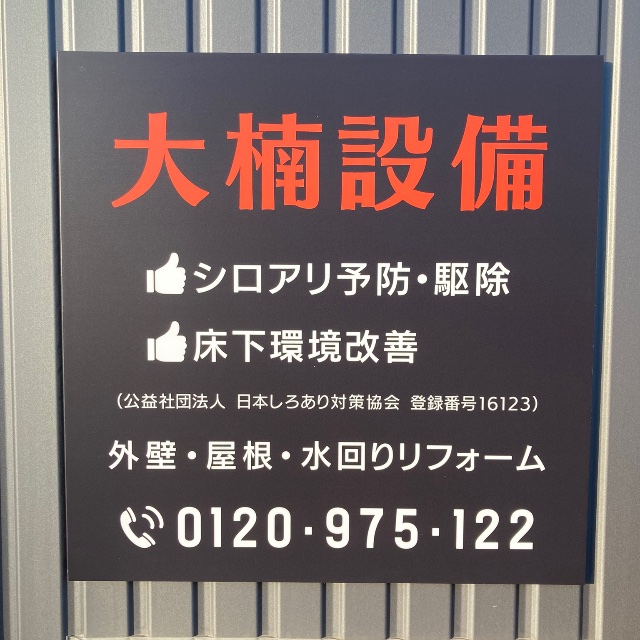 大楠設備
シロアリ予防・駆除
床下環境改善
（公益社団法人 日本しろあり対策協会 登録番号16123）
外壁・屋根・水回りリフォーム
0120・975・122